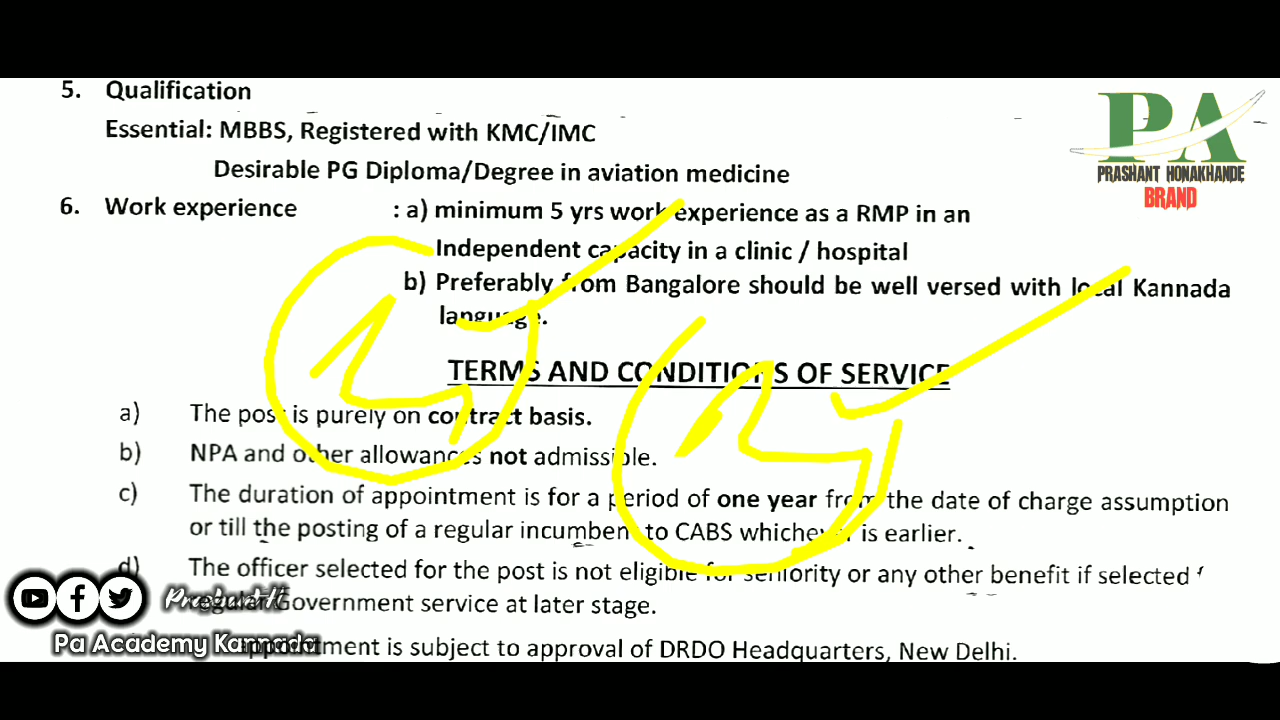 5. Qualification
Essential: MBBS, Registered with KMC/IMC
Desirable PG Diploma/Degree in aviation medicine
6. Work experience : a) minimum 5 yrs work experience as a RMP in an
Independent capacity in a clinic / hospital
b) Preferably from Bangalore should be well versed with local Kannada
language.
TERMS AND CONDITIONS OF SERVICE
a) The post is purely on contract basis.
b) NPA and other allowances not admissible.
c) The duration of appointment is for a period of one year from the date of charge assumption
or till the posting of a regular incumbent to CABS whichever is earlier.
d) The officer selected for the post is not eligible for seniority or any other benefit if selected
regular Government service at later stage.
appointment is subject to approval of DRDO Headquarters, New Delhi.
PA
PRASHANT HONAKHANDE
BRAND
Prashant H
Pa Academy Kannada